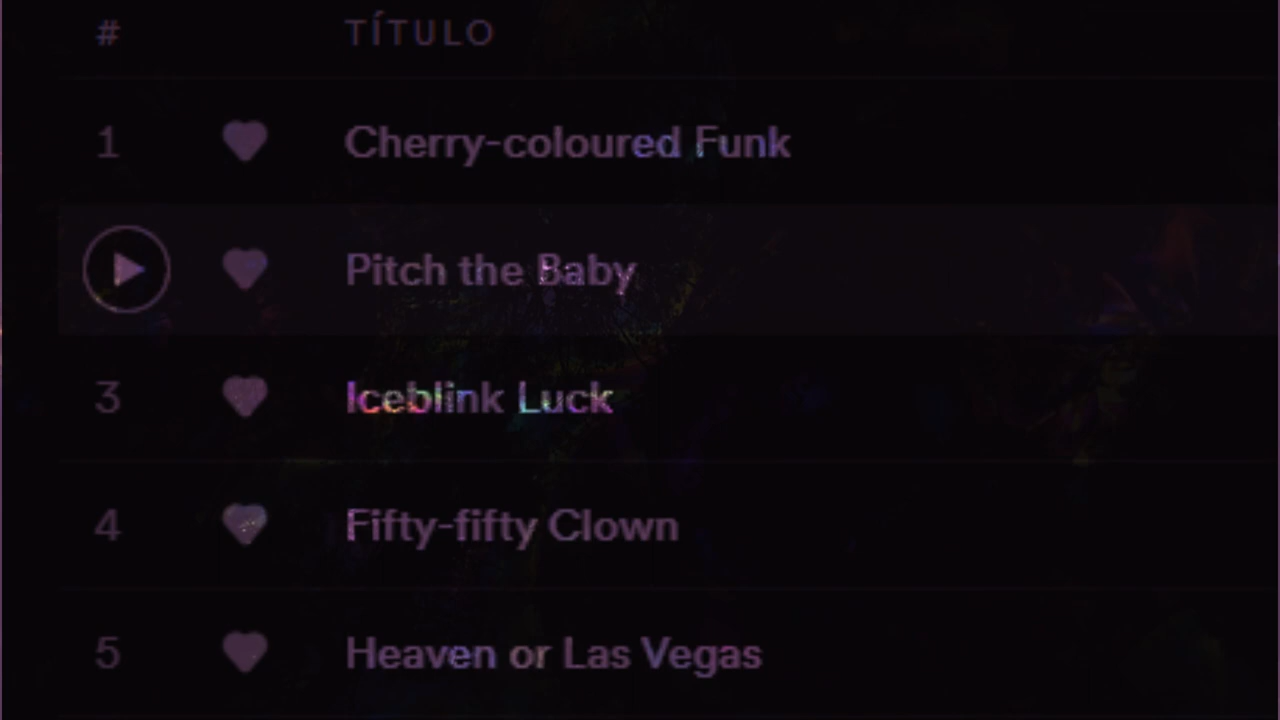 # TÍTULO
1 Cherry-coloured Funk
Pitch the Baby
3 Iceblink Luck
4 Fifty-fifty Clown
5 Heaven or Las Vegas